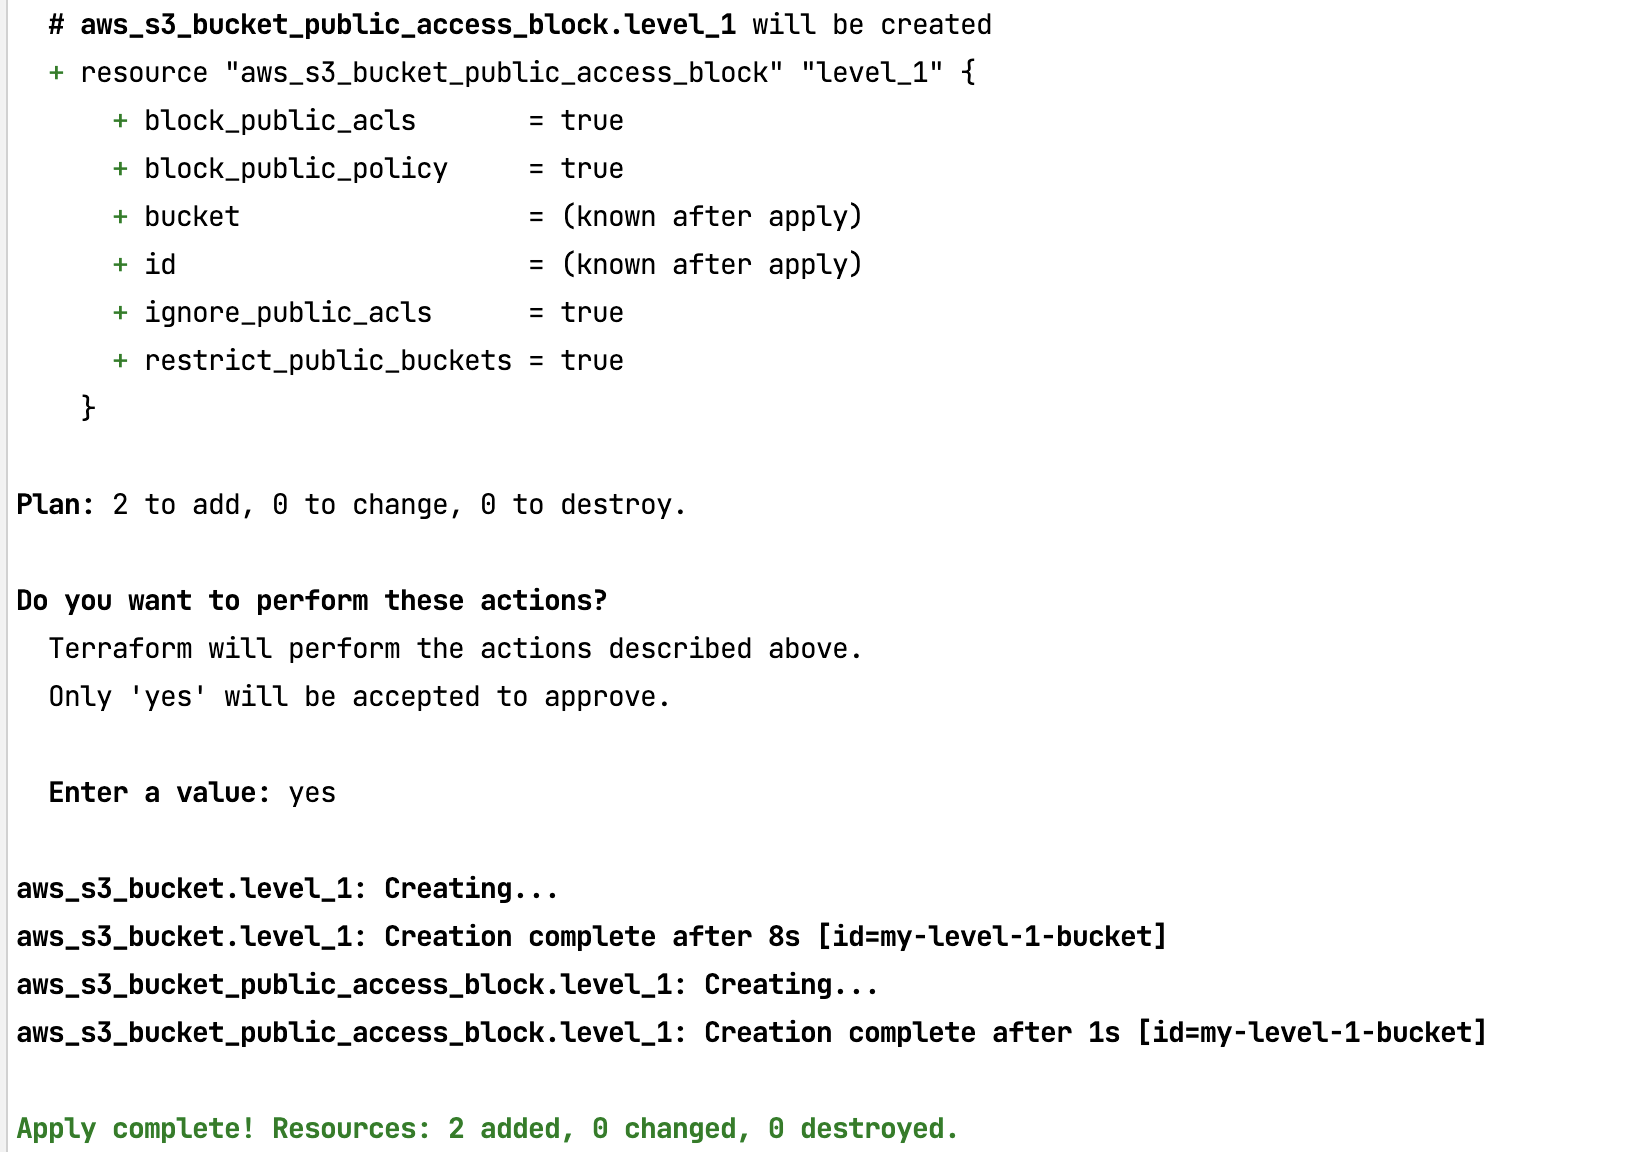 # aws_s3_bucket_public_access_block.level_1 will be created
+ resource "aws_s3_bucket_public_access_block" "level_1" {
+ block_public_acls       = true
+ block_public_policy     = true
+ bucket                  = (known after apply)
+ id                      = (known after apply)
+ ignore_public_acls      = true
+ restrict_public_buckets = true
}
Plan: 2 to add, 0 to change, 0 to destroy.
Do you want to perform these actions?
Terraform will perform the actions described above.
Only 'yes' will be accepted to approve.
Enter a value: yes
aws_s3_bucket.level_1: Creating...
aws_s3_bucket.level_1: Creation complete after 8s [id=my-level-1-bucket]
aws_s3_bucket_public_access_block.level_1: Creating...
aws_s3_bucket_public_access_block.level_1: Creation complete after 1s [id=my-level-1-bucket]
Apply complete! Resources: 2 added, 0 changed, 0 destroyed.